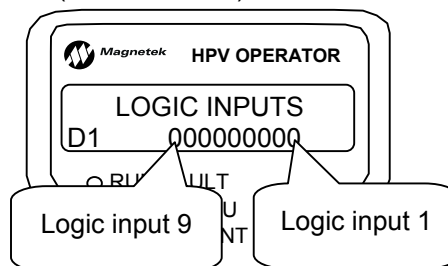 Magnetek HPV OPERATOR
LOGIC INPUTS
D1 000000000
Logic input 9
Logic input 1